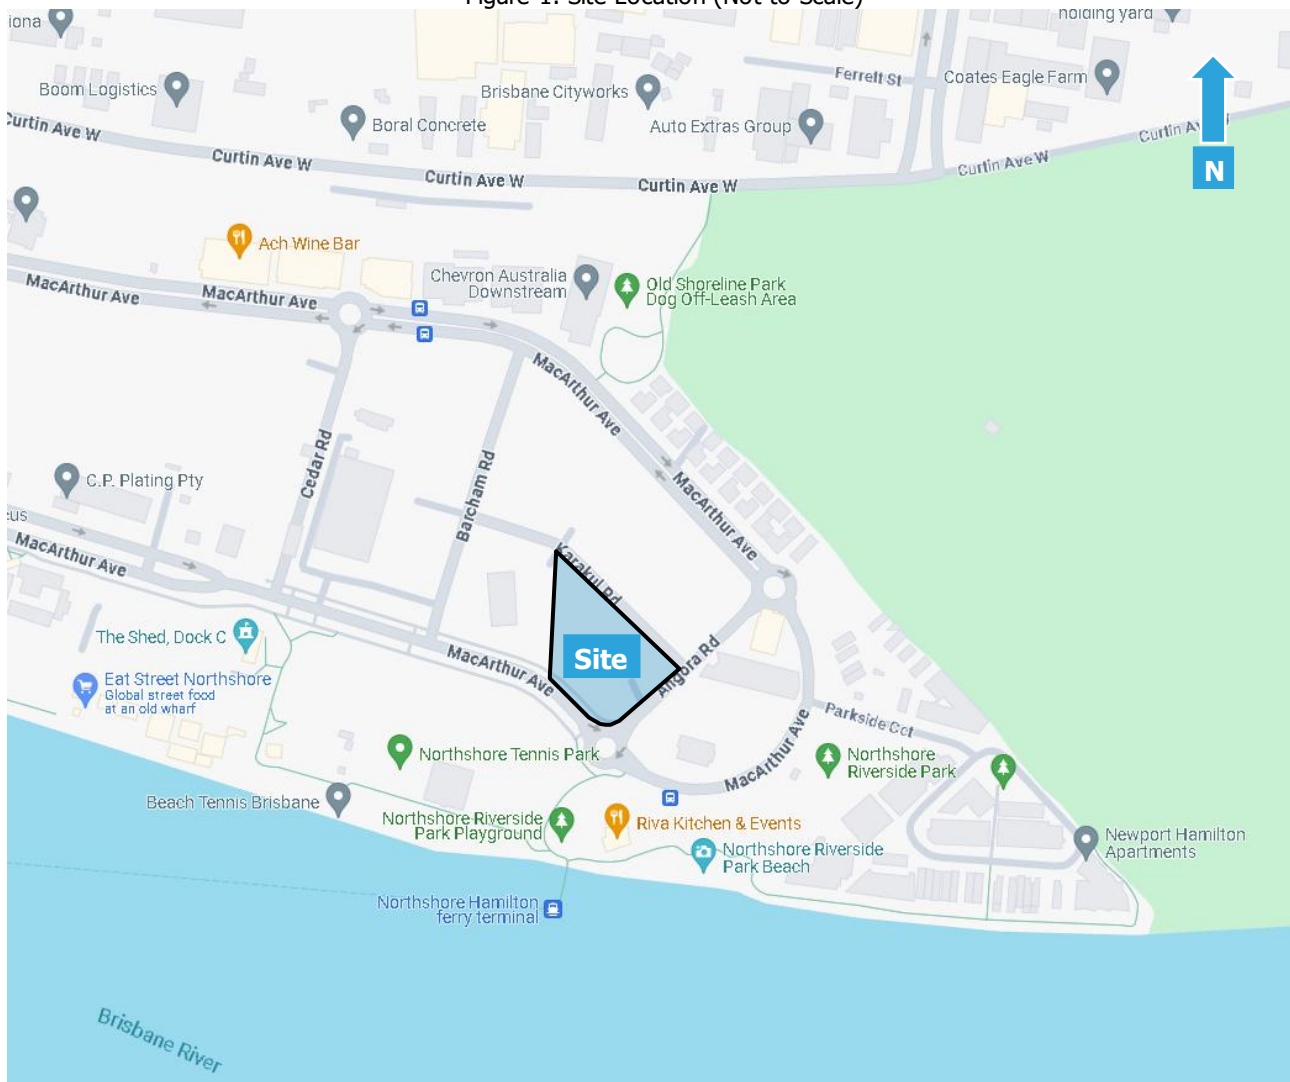 Figure 1: Site Location (Not to Scale)
iona
holding yard
Boom Logistics
Brisbane Cityworks
Ferrett St
Coates Eagle Farm
Boral Concrete
Auto Extras Group
Curtin Ave W
Curtin Ave W
Curtin Ave W
Curtin Ave W
Curtin Ave W
Curtin Ave W
N
Ach Wine Bar
Chevron Australia
Downstream
Old Shoreline Park
Dog Off-Leash Area
MacArthur Ave
MacArthur Ave
MacArthur Ave
MacArthur Ave
Cedar Rd
Barcham Rd
C.P. Plating Pty
cus
MacArthur Ave
Karakul Rd
Site
Angora Rd
The Shed, Dock C
MacArthur Ave
Eat Street Northshore
Global street food
at an old wharf
Parkside Cct
MacArthur Ave
Northshore Tennis Park
Northshore
Riverside Park
Beach Tennis Brisbane
Northshore Riverside
Park Playground
Riva Kitchen & Events
Northshore Riverside
Park Beach
Newport Hamilton
Apartments
Northshore Hamilton
ferry terminal
Brisbane River